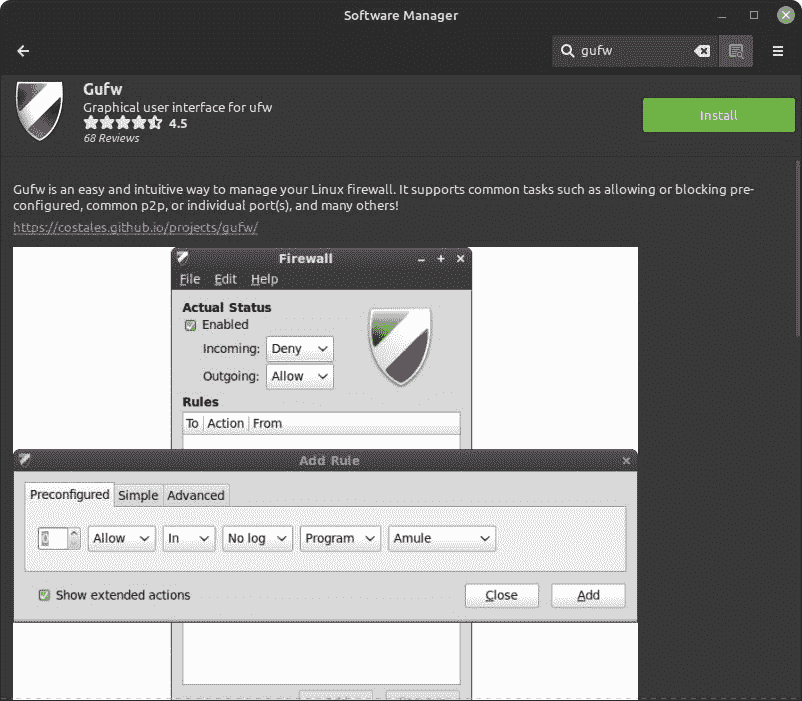 Software Manager
gufw
Gufw
Graphical user interface for ufw
4.5
68 Reviews
Install
Gufw is an easy and intuitive way to manage your Linux firewall. It supports common tasks such as allowing or blocking pre-
configured, common p2p, or individual port(s), and many others!
https://costales.github.io/projects/gufw/
Firewall
File Edit Help
Actual Status
Enabled
Incoming: Deny
Outgoing: Allow
Rules
To Action From
Add Rule
Preconfigured Simple Advanced
Allow In No log Program Amule
Show extended actions
Close Add